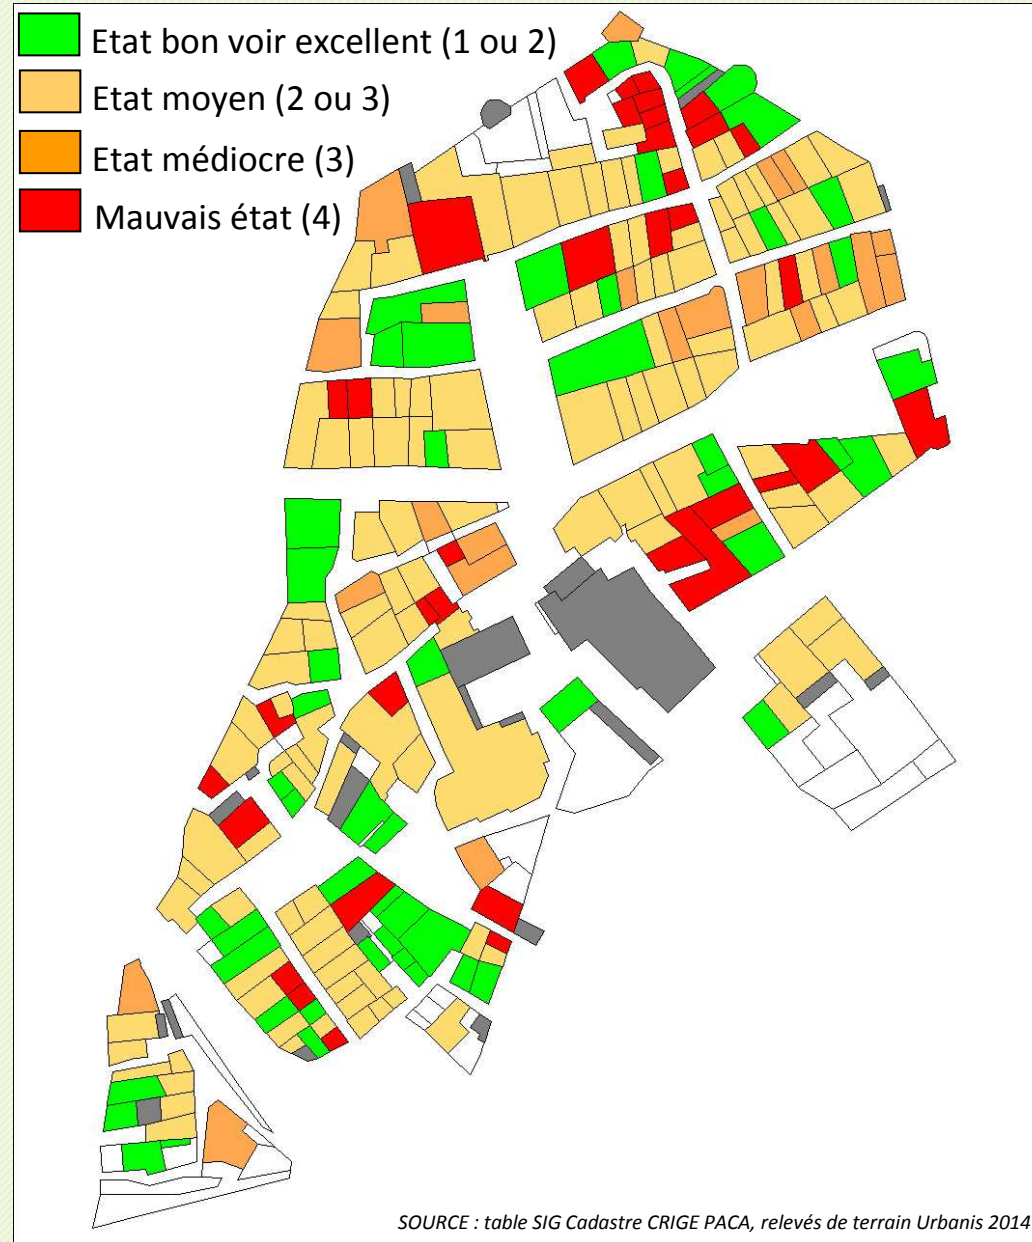 Etat bon voir excellent (1 ou 2)
Etat moyen (2 ou 3)
Etat médiocre (3)
Mauvais état (4)
SOURCE : table SIG Cadastre CRIGE PACA, relevés de terrain Urbanis 2014